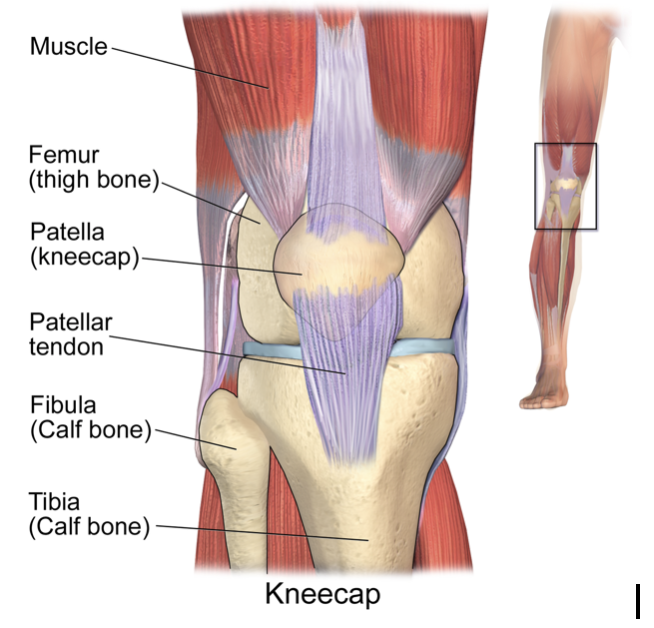 Muscle
Femur
(thigh bone)
Patella
(kneecap)
Patellar
tendon
Fibula
(Calf bone)
Tibia
(Calf bone)
Kneecap